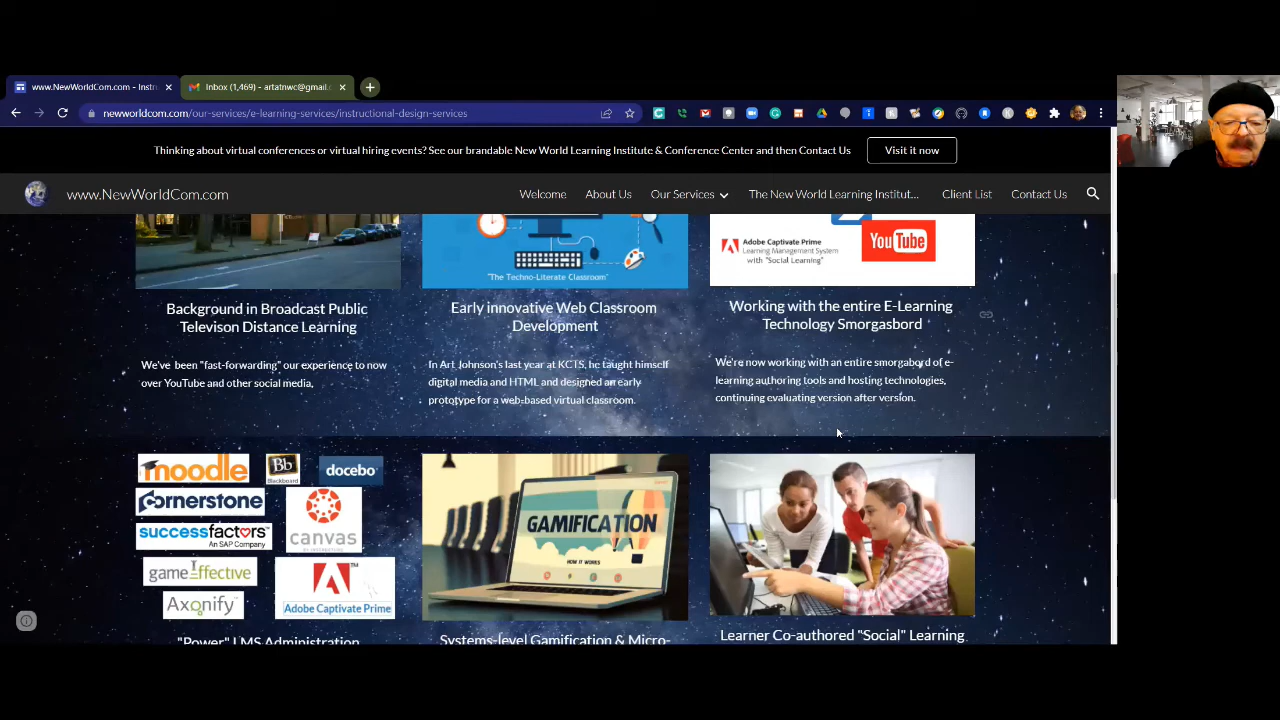 www.NewWorldCom.com - Instru
Inbox (1,469) - artatnwc@gmail.
newworldcom.com/our-services/e-learning-services/instructional-design-services
Thinking about virtual conferences or virtual hiring events? See our brandable New World Learning Institute & Conference Center and then Contact Us
Visit it now
www.NewWorldCom.com
Welcome
About Us
Our Services
The New World Learning Institut...
Client List
Contact Us
"The Techno-Literate Classroom"
Adobe Captivate Prime
Learning Management System
with "Social Learning"
YouTube
Background in Broadcast Public
Televison Distance Learning
We've been "fast-forwarding" our experience to now
over YouTube and other social media,
Early innovative Web Classroom
Development
In Art Johnson's last year at KCTS, he taught himself
digital media and HTML and designed an early
prototype for a web-based virtual classroom.
Working with the entire E-Learning
Technology Smorgasbord
We're now working with an entire smorgabord of e-
learning authoring tools and hosting technologies,
continuing evaluating version after version.
moodle
Bb
Blackboard
docebo
Cornerstone
successfactors™
An SAP Company
canvas
gameEffective
Axonify™
Adobe Captivate Prime
GAMIFICATION
HOW IT WORKS
"Power" LMS Administration
Systems-level Gamification & Micro-
Learner Co-authored "Social" Learning